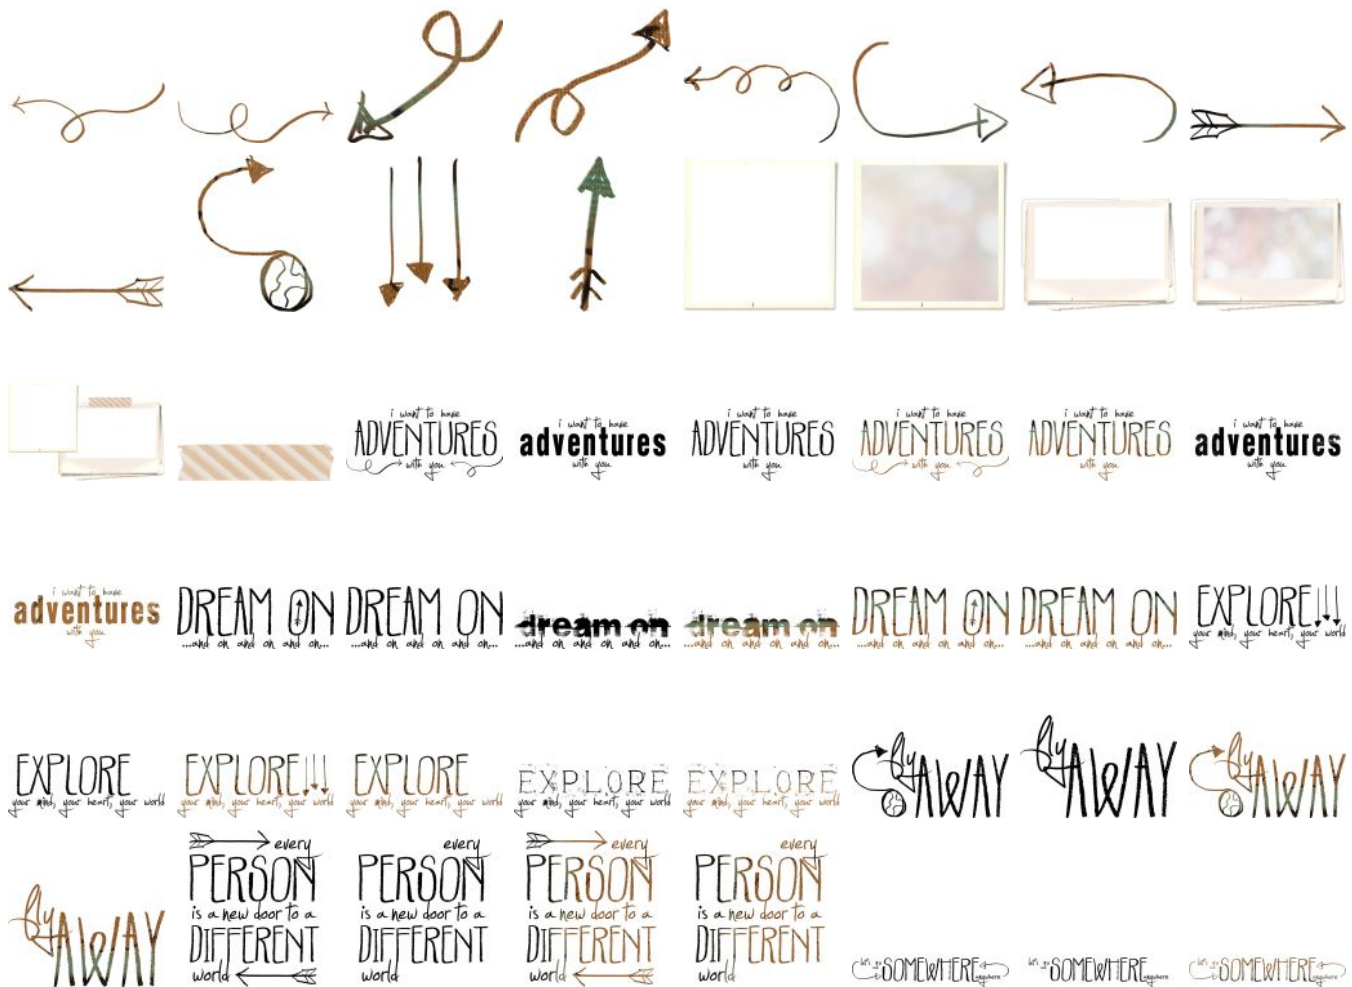 i want to have
ADVENTURES
with you
i want to have
adventures
with you
i want to have
ADVENTURES
with you
i want to have
ADVENTURES
with you
i want to have
ADVENTURES
with you
i want to have
adventures
with you
i want to have
adventures
with you
DREAM ON
...and on and on and on...
DREAM ON
...and on and on and on...
dream on
...and on and on and on...
dream on
...and on and on and on...
DREAM ON
...and on and on and on...
DREAM ON
...and on and on and on...
EXPLORE
your mind, your heart, your world
EXPLORE
your mind, your heart, your world
EXPLORE
your mind, your heart, your world
EXPLORE
your mind, your heart, your world
EXPLORE
your mind, your heart, your world
EXPLORE
your mind, your heart, your world
fly
AWAY
fly
AWAY
fly
AWAY
fly
AWAY
every
PERSON
is a new door to a
DIFFERENT
world
every
PERSON
is a new door to a
DIFFERENT
world
every
PERSON
is a new door to a
DIFFERENT
world
every
PERSON
is a new door to a
DIFFERENT
world
let's go
SOMEWHERE
anywhere
let's go
SOMEWHERE
anywhere
let's go
SOMEWHERE
anywhere